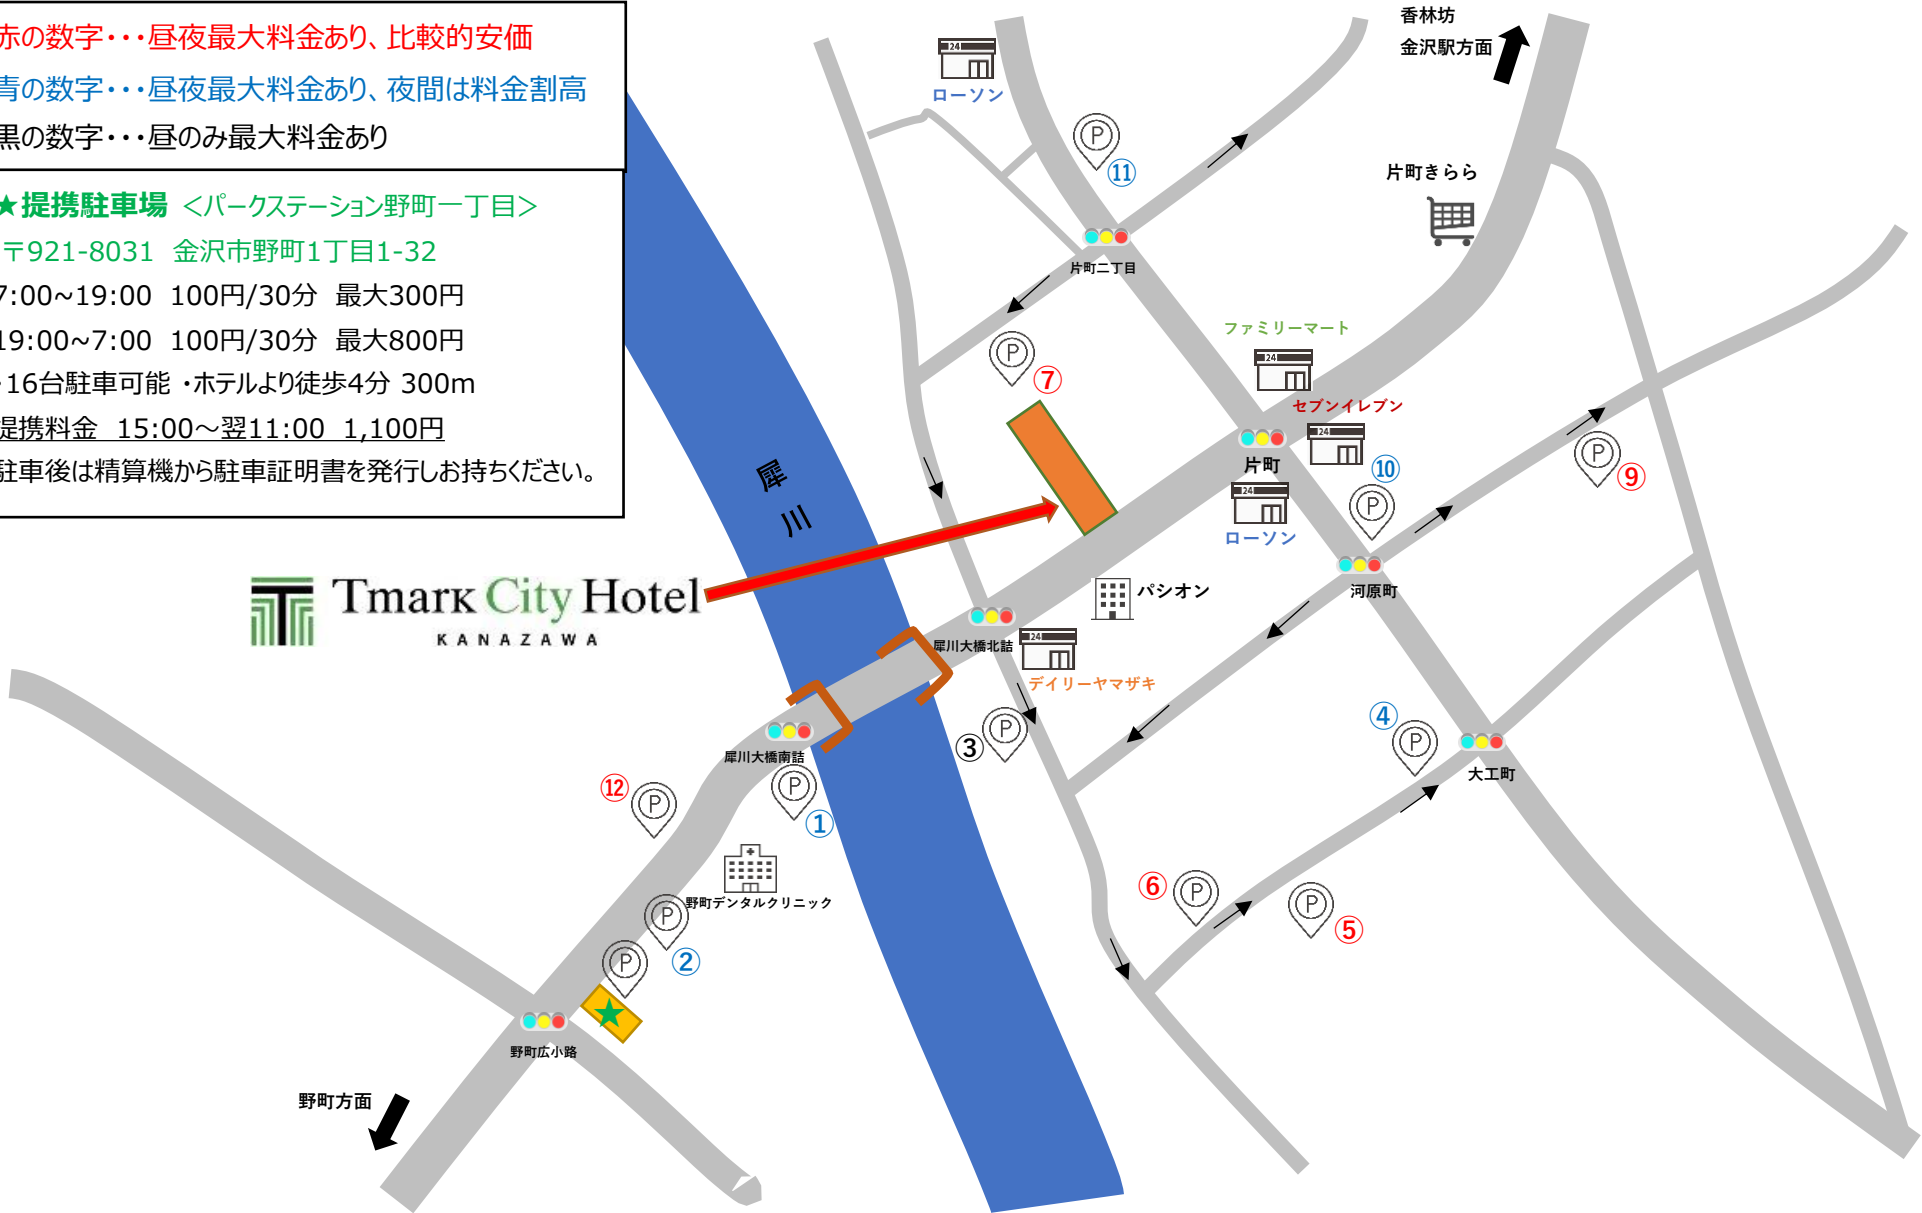 赤の数字・・・昼夜最大料金あり、比較的安価
青の数字・・・昼夜最大料金あり、夜間は料金割高
黒の数字・・・昼のみ最大料金あり
★提携駐車場 <パークステーション野町一丁目>
〒921-8031 金沢市野町1丁目1-32
7:00~19:00 100円/30分 最大300円
19:00~7:00 100円/30分 最大800円
・16台駐車可能 ・ホテルより徒歩4分 300m
提携料金 15:00～翌11:00 1,100円
駐車後は精算機から駐車証明書を発行しお持ちください。
香林坊
金沢駅方面
24
ローソン
P
⑪
片町きらら
片町二丁目
ファミリーマート
24
P
⑦
セブンイレブン
24
片町
⑩
P
P
⑨
犀川
24
ローソン
河原町
Tmark City Hotel
KANAZAWA
パシオン
犀川大橋北詰
24
デイリーヤマザキ
犀川大橋南詰
③
P
④
P
大工町
⑫
P
P
①
野町デンタルクリニック
P
②
⑥
P
P
⑤
P
★
野町広小路
野町方面